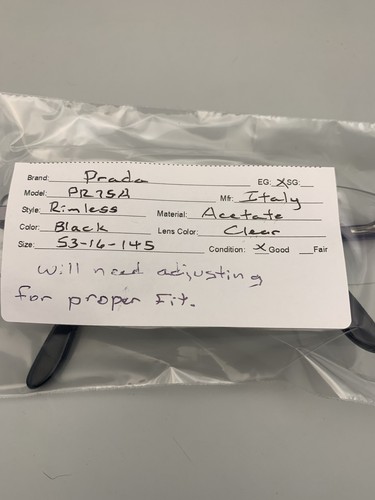 Brand: Prada EG: X SG:
Model: PR75A Mfr: Italy
Style: Rimless Material: Acetate
Color: Black Lens Color: Clear
Size: 53-16-145 Condition: X Good Fair
will need adjusting
for proper Fit.